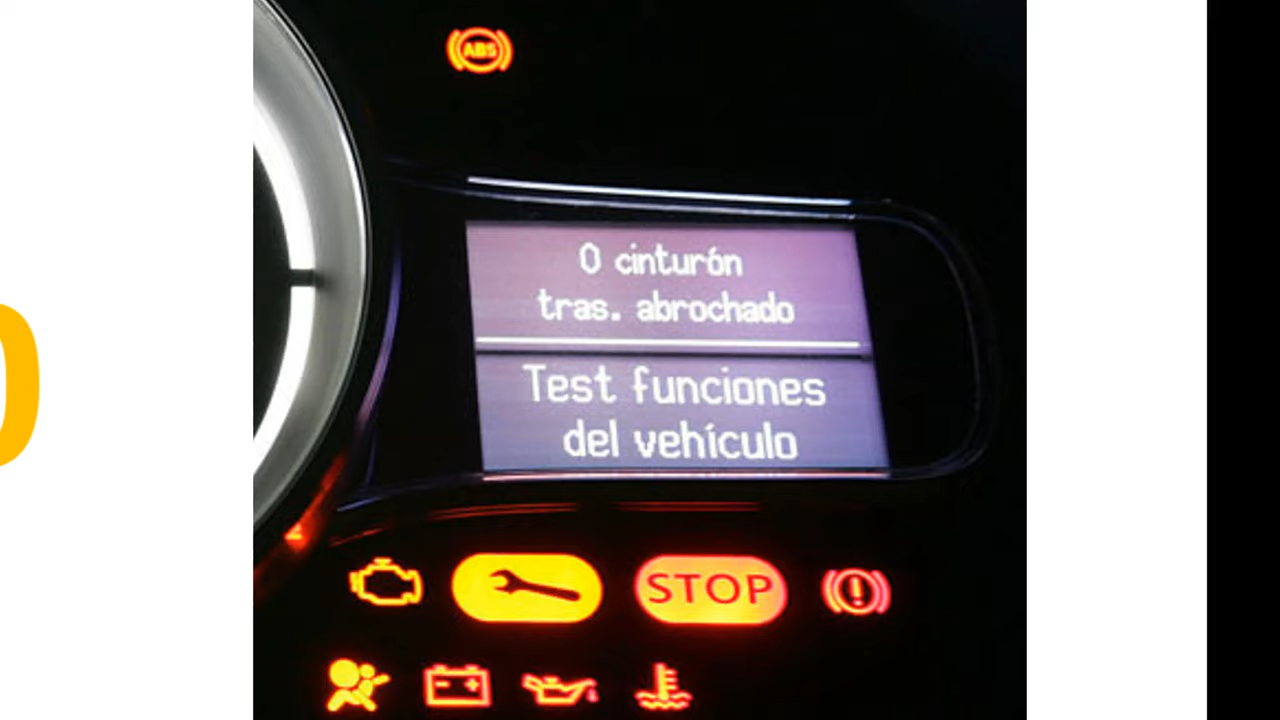 ABS
0 cinturón
tras. abrochado
Test funciones
del vehículo
STOP